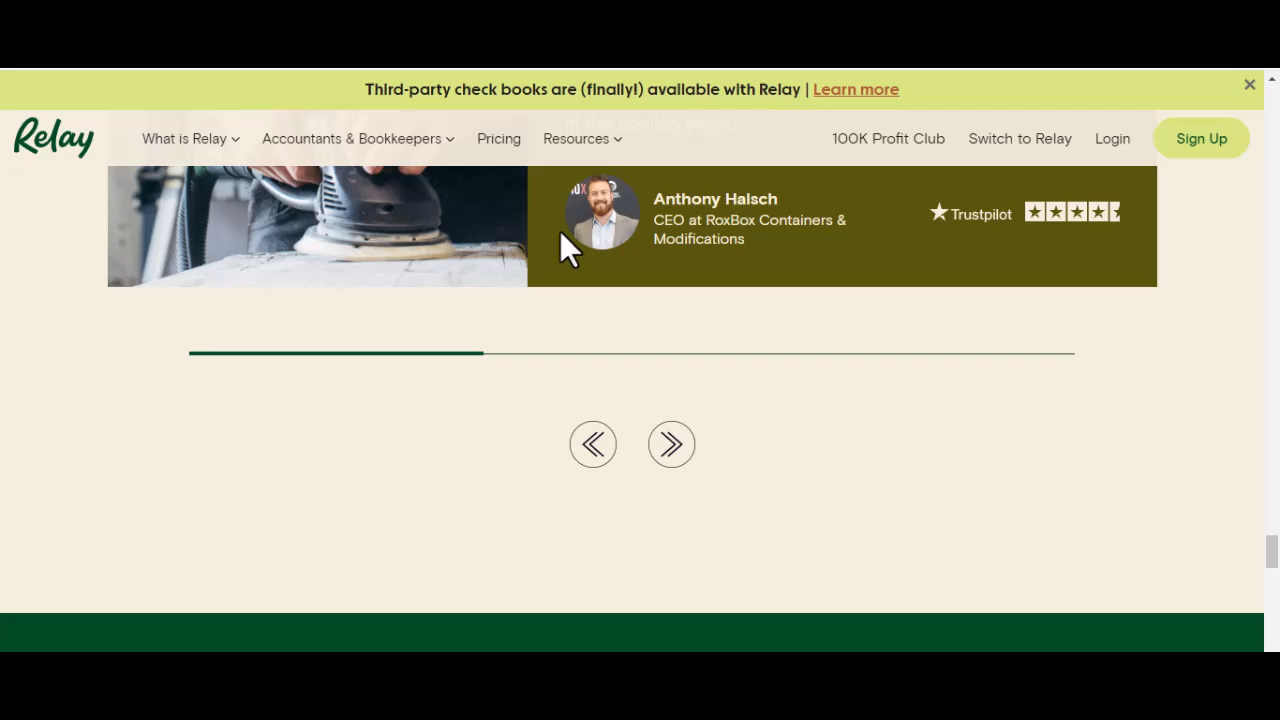 Third-party check books are (finally!) available with Relay | Learn more
Relay
What is Relay
Accountants & Bookkeepers
Pricing
Resources
100K Profit Club
Switch to Relay
Login
Sign Up
Anthony Halsch
CEO at RoxBox Containers &
Modifications
Trustpilot